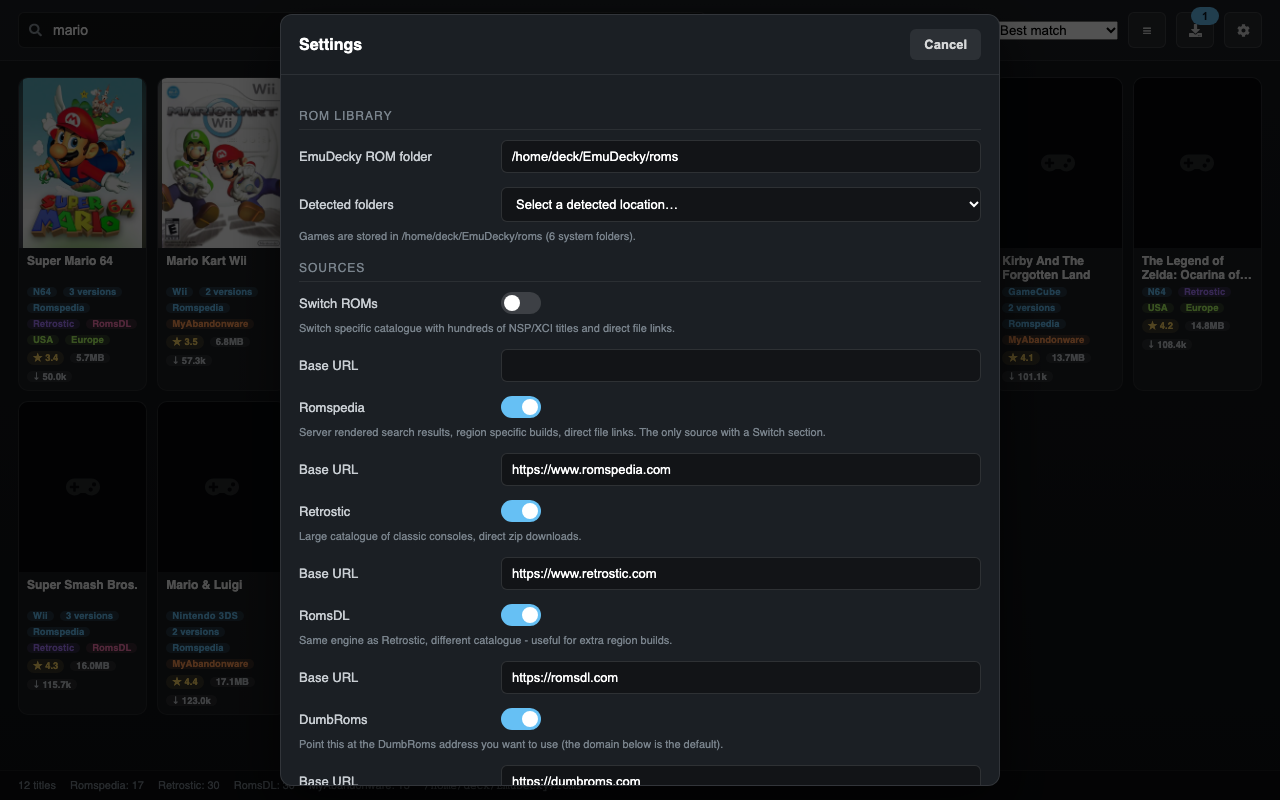 mario
Settings
Cancel
Best match
1
ROM LIBRARY
EmuDecky ROM folder
/home/deck/EmuDecky/roms
Detected folders
Select a detected location...
Games are stored in /home/deck/EmuDecky/roms (6 system folders).
SOURCES
Switch ROMs
Switch specific catalogue with hundreds of NSP/XCI titles and direct file links.
Base URL
Romspedia
Server rendered search results, region specific builds, direct file links. The only source with a Switch section.
Base URL
https://www.romspedia.com
Retrostic
Large catalogue of classic consoles, direct zip downloads.
Base URL
https://www.retrostic.com
RomsDL
Same engine as Retrostic, different catalogue - useful for extra region builds.
Base URL
https://romsdl.com
DumbRoms
Point this at the DumbRoms address you want to use (the domain below is the default).
Base URL
https://dumbroms.com
SUPER MARIO 64
Super Mario 64
N64 3 versions
Romspedia
Retrostic RomsDL
USA Europe
★ 3.4 5.7MB
↓ 50.0k
Wii
MARIOKART
Wii
Mario Kart Wii
Wii 2 versions
Romspedia
MyAbandonware
★ 3.5 6.8MB
↓ 57.3k
Kirby And The
Forgotten Land
GameCube
2 versions
Romspedia
MyAbandonware
★ 4.1 13.7MB
↓ 101.1k
The Legend of
Zelda: Ocarina of...
N64 Retrostic
USA Europe
★ 4.2 14.8MB
↓ 108.4k
Super Smash Bros.
Wii 3 versions
Romspedia
Retrostic RomsDL
★ 4.3 16.0MB
↓ 115.7k
Mario & Luigi
Nintendo 3DS
2 versions
Romspedia
MyAbandonware
★ 4.4 17.1MB
↓ 123.0k
12 titles Romspedia: 17 Retrostic: 30 RomsDL: